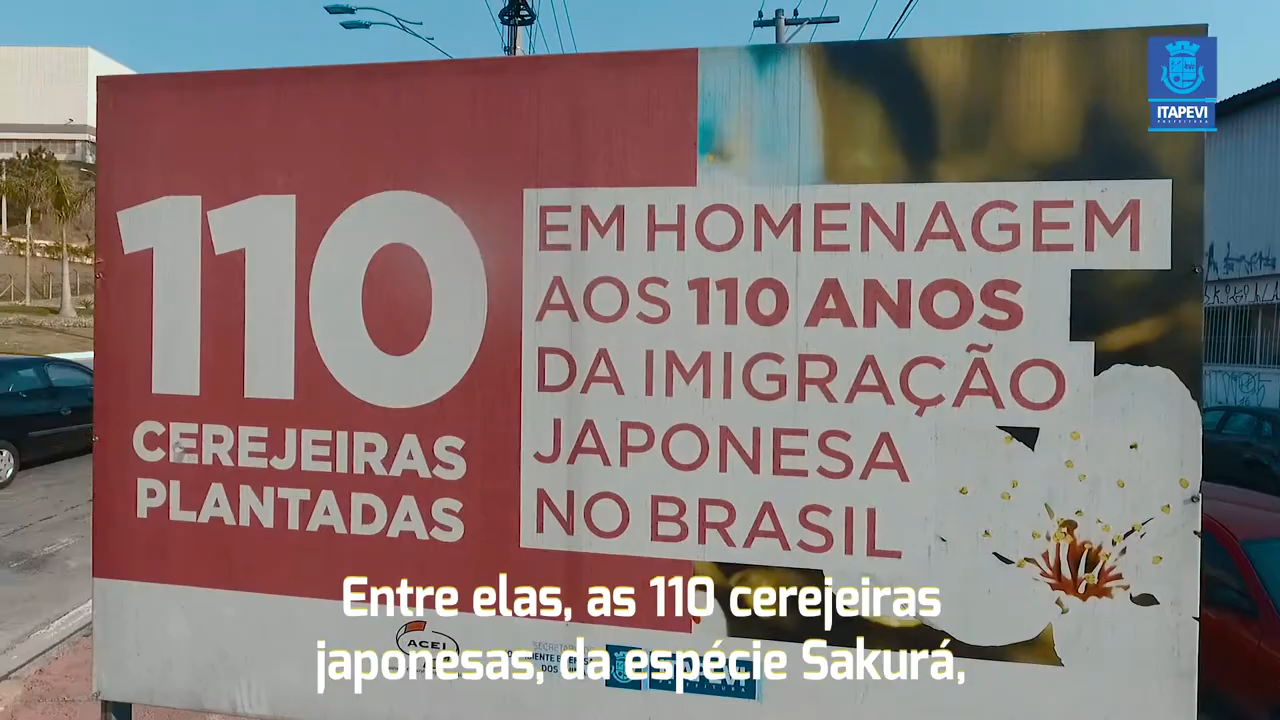 ITAPEVI
PREFEITURA
110
CEREJEIRAS
PLANTADAS
EM HOMENAGEM
AOS 110 ANOS
DA IMIGRAÇÃO
JAPONESA
NO BRASIL
Entre elas, as 110 cerejeiras
japonesas, da espécie Sakurá,
ACEI